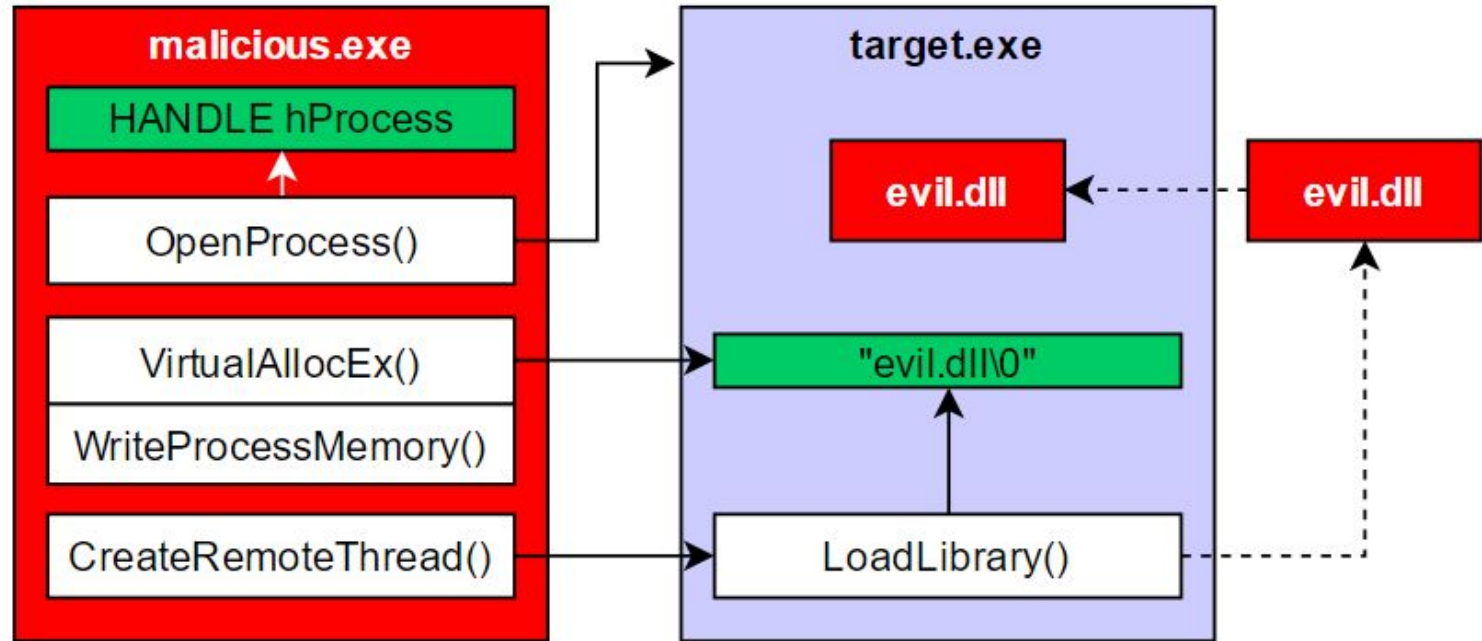 malicious.exe
HANDLE hProcess
OpenProcess()
VirtualAllocEx()
WriteProcessMemory()
CreateRemoteThread()
target.exe
evil.dll
"evil.dll\0"
LoadLibrary()
evil.dll